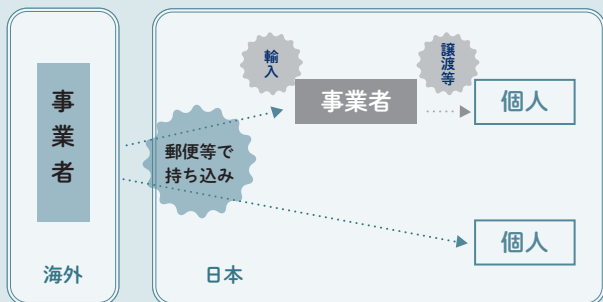 事業者
海外
郵便等で
持ち込み
輸入
事業者
譲渡等
個人
個人
日本